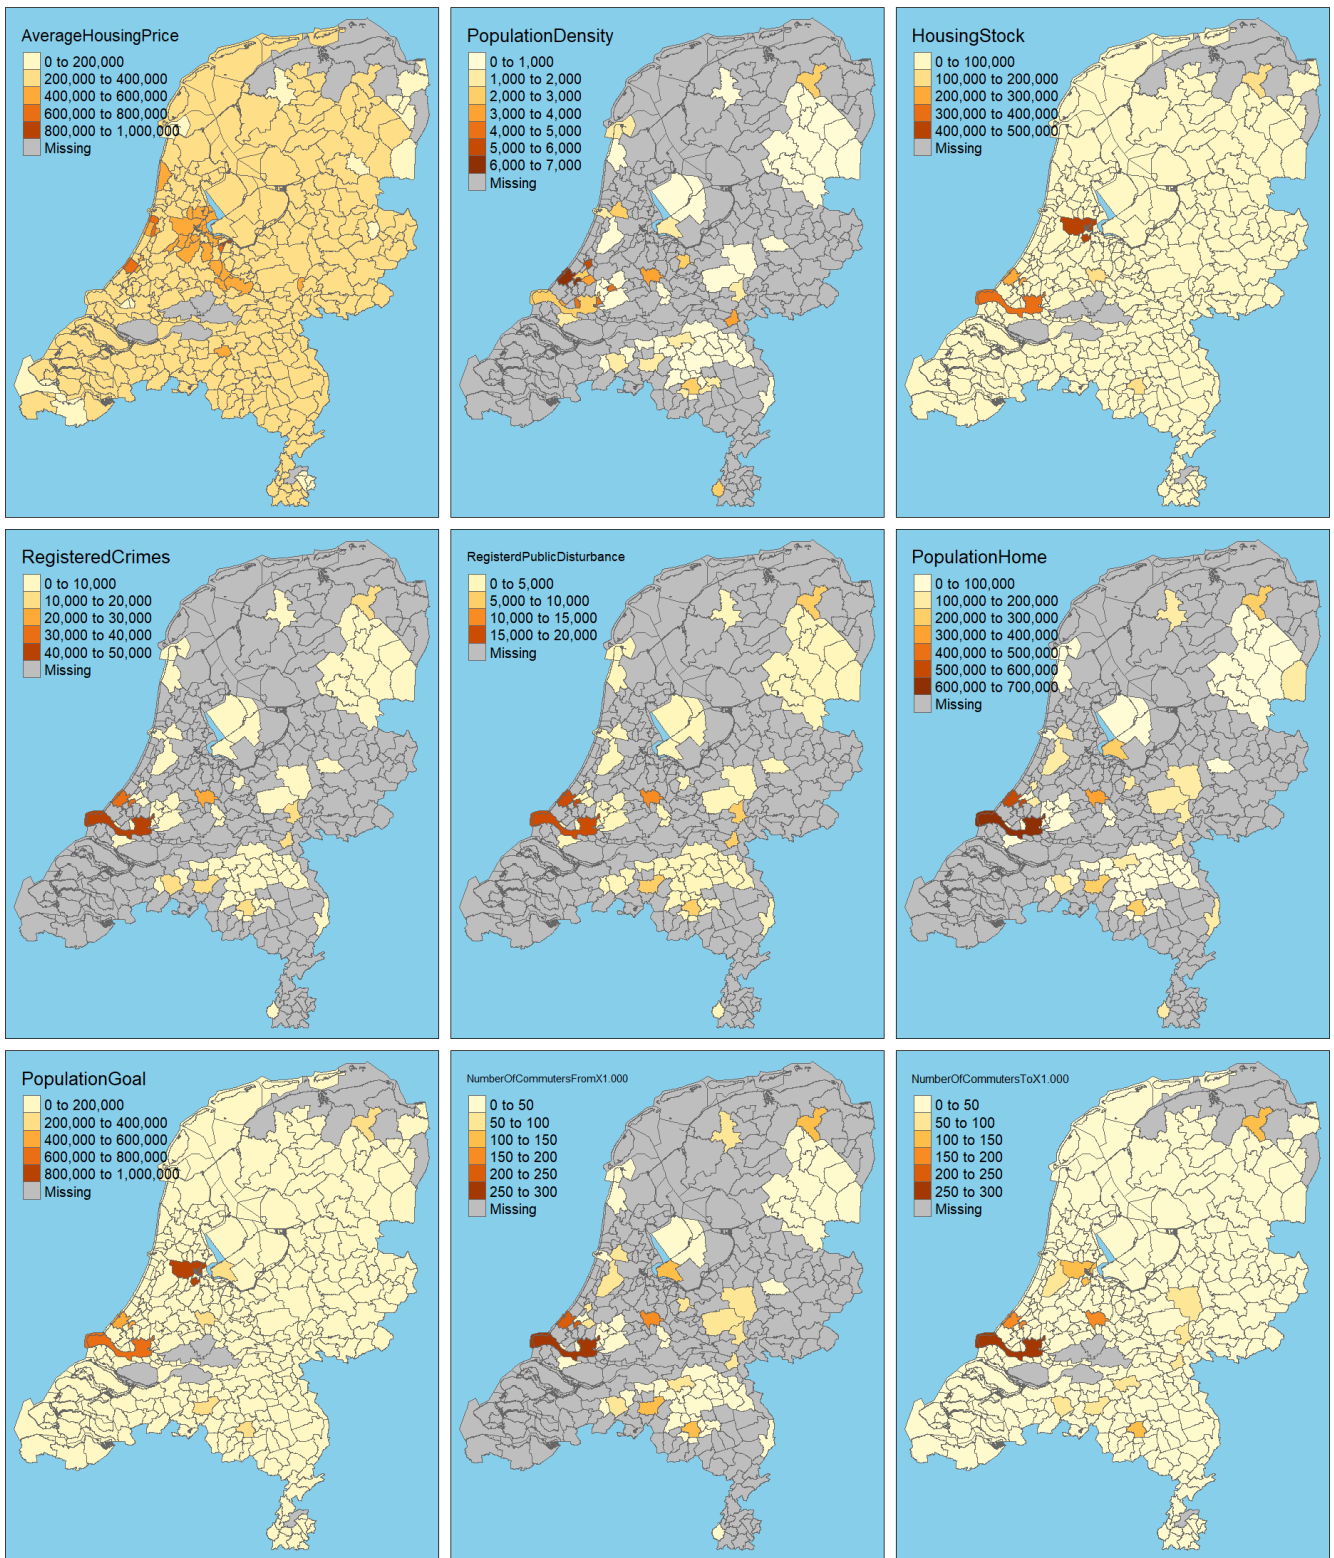 AverageHousingPrice
0 to 200,000
200,000 to 400,000
400,000 to 600,000
600,000 to 800,000
800,000 to 1,000,000
Missing
PopulationDensity
0 to 1,000
1,000 to 2,000
2,000 to 3,000
3,000 to 4,000
4,000 to 5,000
5,000 to 6,000
6,000 to 7,000
Missing
HousingStock
0 to 100,000
100,000 to 200,000
200,000 to 300,000
300,000 to 400,000
400,000 to 500,000
Missing
RegisteredCrimes
0 to 10,000
10,000 to 20,000
20,000 to 30,000
30,000 to 40,000
40,000 to 50,000
Missing
RegisterdPublicDisturbance
0 to 5,000
5,000 to 10,000
10,000 to 15,000
15,000 to 20,000
Missing
PopulationHome
0 to 100,000
100,000 to 200,000
200,000 to 300,000
300,000 to 400,000
400,000 to 500,000
500,000 to 600,000
600,000 to 700,000
Missing
PopulationGoal
0 to 200,000
200,000 to 400,000
400,000 to 600,000
600,000 to 800,000
800,000 to 1,000,000
Missing
NumberOfCommutersFromX1.000
0 to 50
50 to 100
100 to 150
150 to 200
200 to 250
250 to 300
Missing
NumberOfCommutersToX1.000
0 to 50
50 to 100
100 to 150
150 to 200
200 to 250
250 to 300
Missing